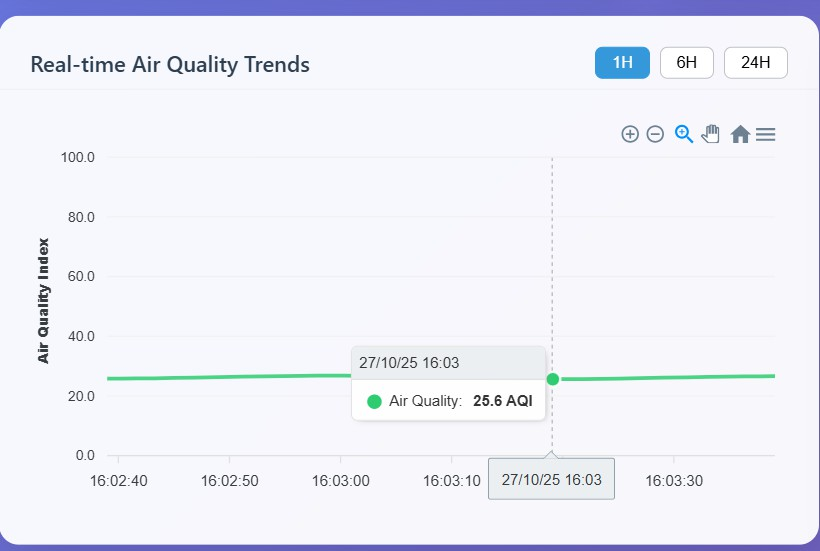 Real-time Air Quality Trends
1H 6H 24H
100.0
80.0
60.0
40.0
20.0
0.0
Air Quality Index
27/10/25 16:03
Air Quality: 25.6 AQI
16:02:40 16:02:50 16:03:00 16:03:10 27/10/25 16:03 16:03:30